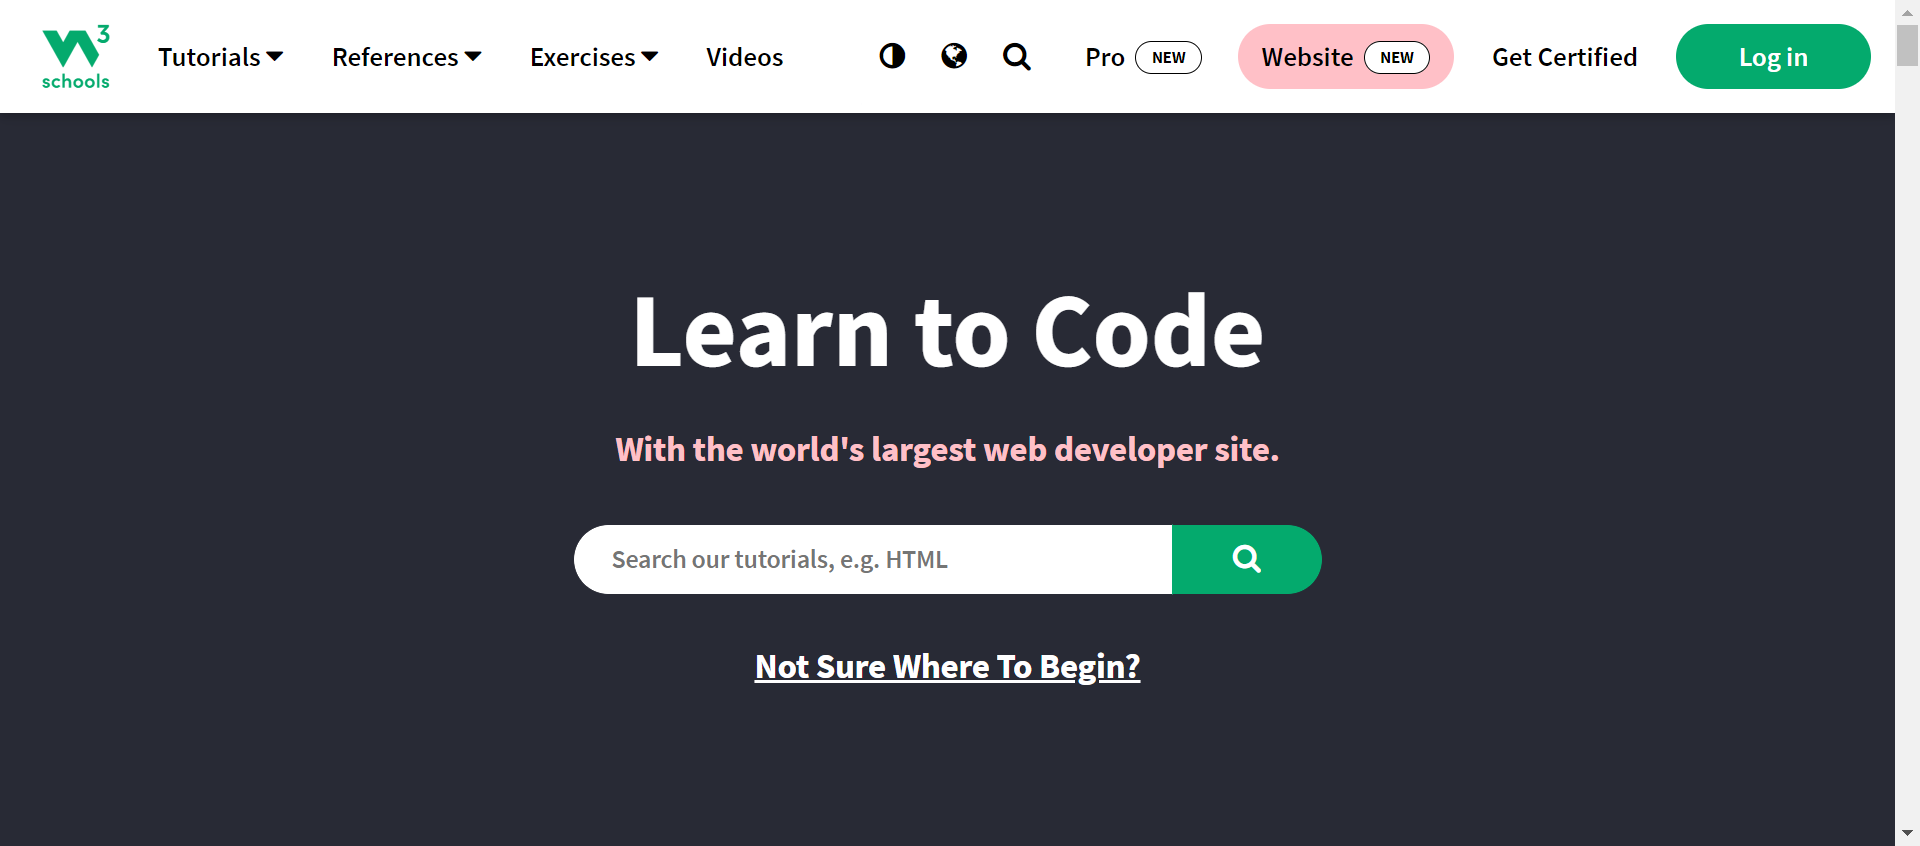 3
schools
Tutorials
References
Exercises
Videos
Pro NEW
Website NEW
Get Certified
Log in
Learn to Code
With the world's largest web developer site.
Search our tutorials, e.g. HTML
Not Sure Where To Begin?